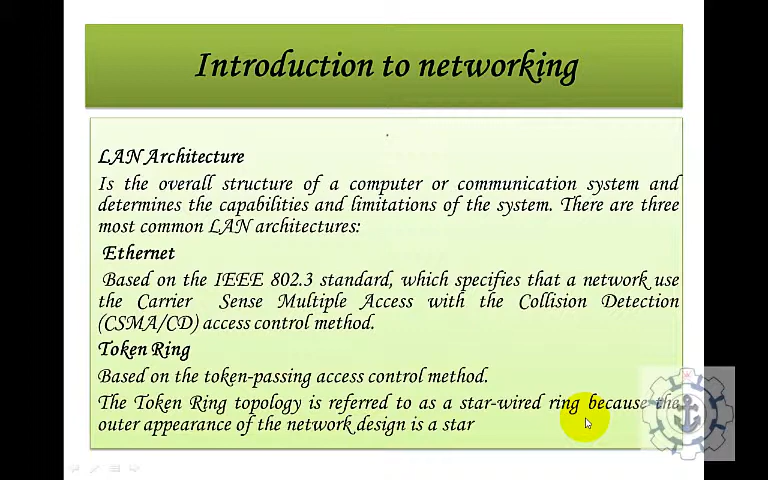 Introduction to networking
LAN Architecture
Is the overall structure of a computer or communication system and
determines the capabilities and limitations of the system. There are three
most common LAN architectures:
Ethernet
Based on the IEEE 802.3 standard, which specifies that a network use
the Carrier Sense Multiple Access with the Collision Detection
(CSMA/CD) access control method.
Token Ring
Based on the token-passing access control method.
The Token Ring topology is referred to as a star-wired ring because the
outer appearance of the network design is a star